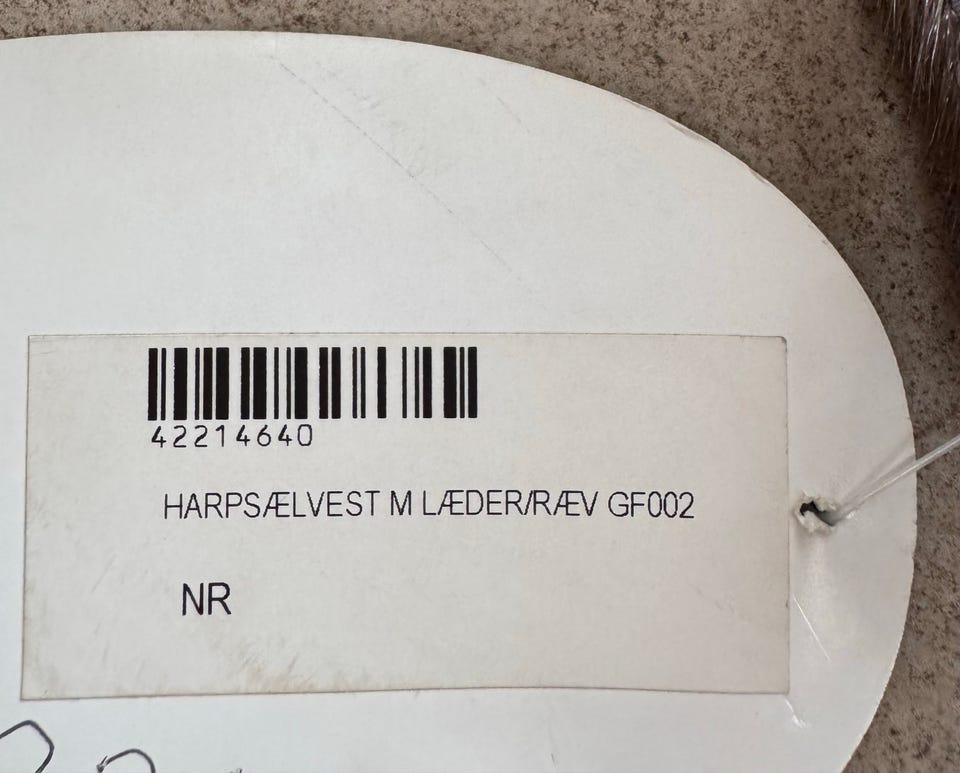 42214640
HARPSÆLVEST M LÆDER/RÆV GF002
NR